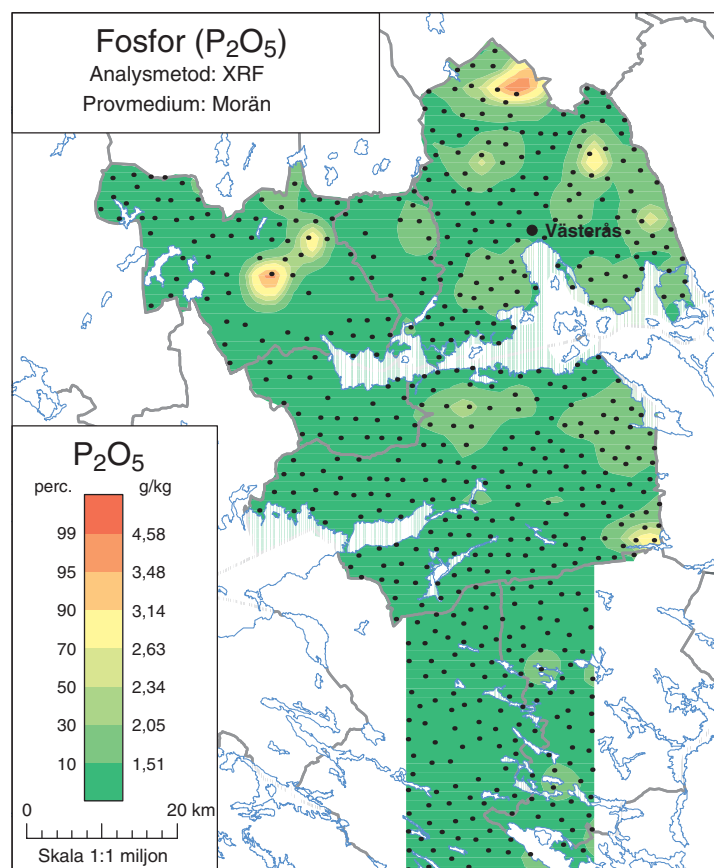 Fosfor (P₂O₅)
Analysmetod: XRF
Provmedium: Morän
Västerås
P₂O₅
perc. g/kg
99 4,58
95 3,48
90 3,14
70 2,63
50 2,34
30 2,05
10 1,51
0 20 km
Skala 1:1 miljon